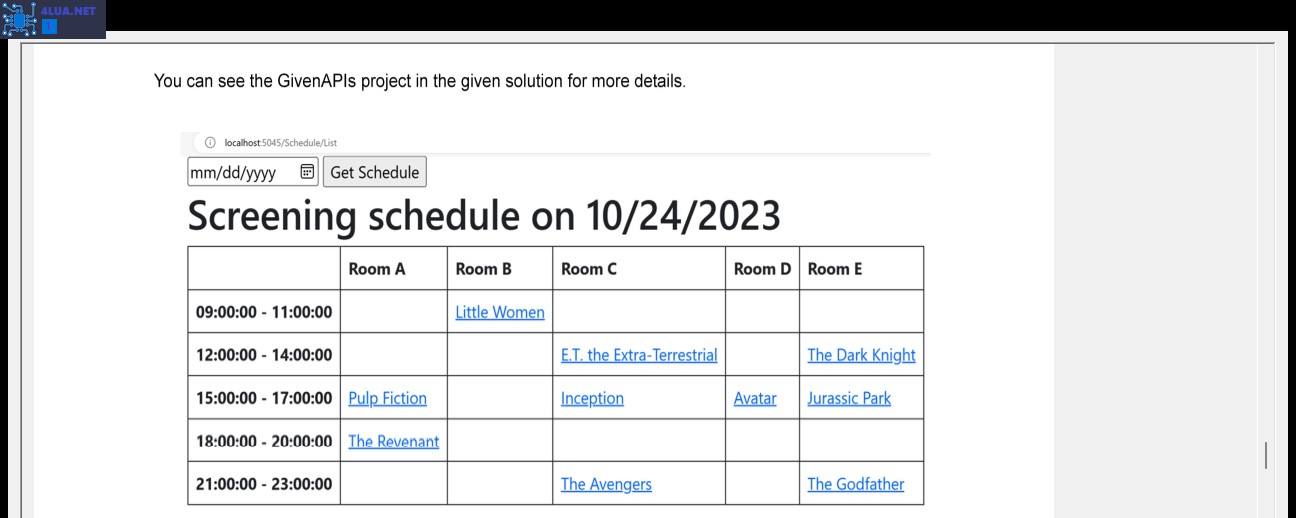 4LUA.NET
You can see the GivenAPIs project in the given solution for more details.
localhost:5045/Schedule/List
mm/dd/yyyy Get Schedule
Screening schedule on 10/24/2023
Room A Room B Room C Room D Room E
09:00:00 - 11:00:00 Little Women
12:00:00 - 14:00:00 E.T. the Extra-Terrestrial The Dark Knight
15:00:00 - 17:00:00 Pulp Fiction Inception Avatar Jurassic Park
18:00:00 - 20:00:00 The Revenant
21:00:00 - 23:00:00 The Avengers The Godfather